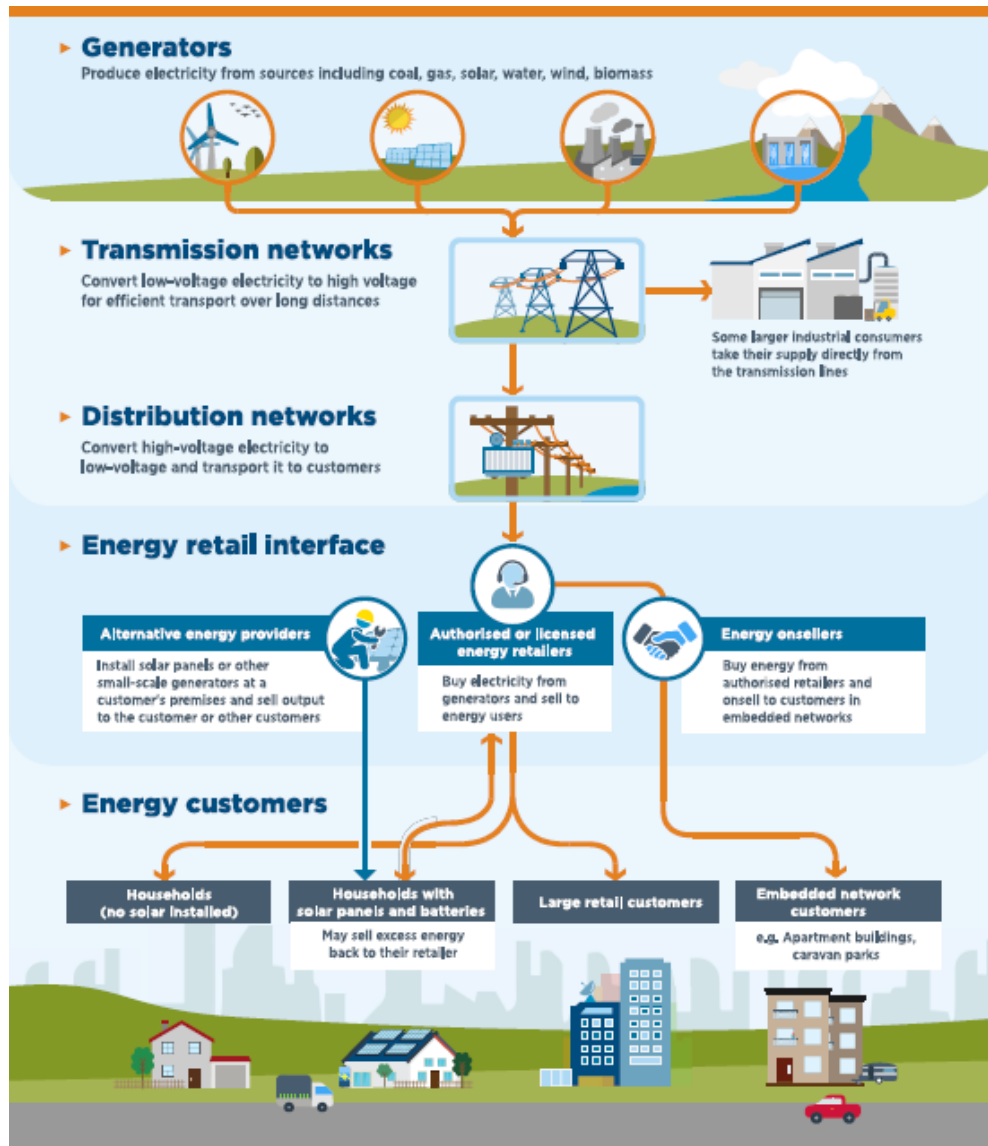 Generators
Produce electricity from sources including coal, gas, solar, water, wind, biomass
Transmission networks
Convert low-voltage electricity to high voltage
for efficient transport over long distances
Some larger industrial consumers
take their supply directly from
the transmission lines
Distribution networks
Convert high-voltage electricity to
low-voltage and transport it to customers
Energy retail interface
Alternative energy providers
Install solar panels or other
small-scale generators at a
customer's premises and sell output
to the customer or other customers
Authorised or licensed
energy retailers
Buy electricity from
generators and sell to
energy users
Energy onsellers
Buy energy from
authorised retailers and
onsell to customers in
embedded networks
Energy customers
Households
(no solar installed)
Households with
solar panels and batteries
May sell excess energy
back to their retailer
Large retail customers
Embedded network
customers
e.g. Apartment buildings,
caravan parks